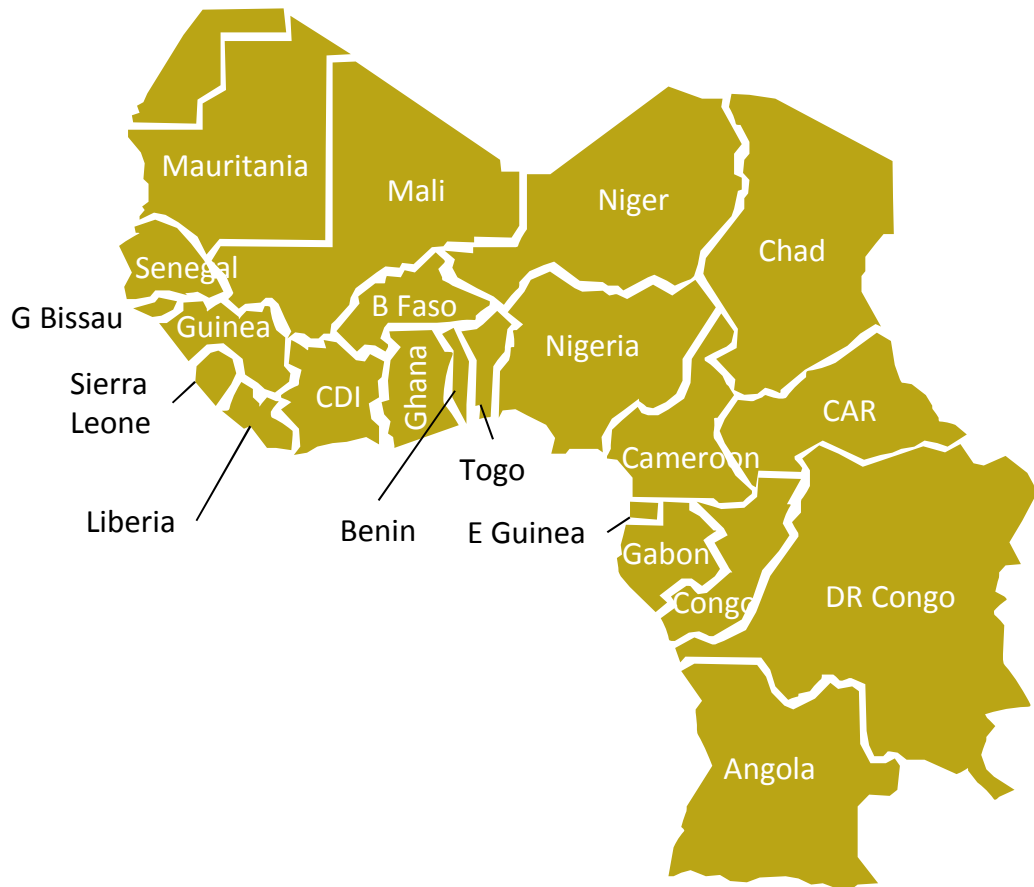 Mauritania
Mali
Niger
Chad
Senegal
G Bissau
Guinea
B Faso
Nigeria
Sierra
Leone
CDI
Ghana
CAR
Togo
Cameroon
Liberia
Benin
E Guinea
Gabon
Congo
DR Congo
Angola